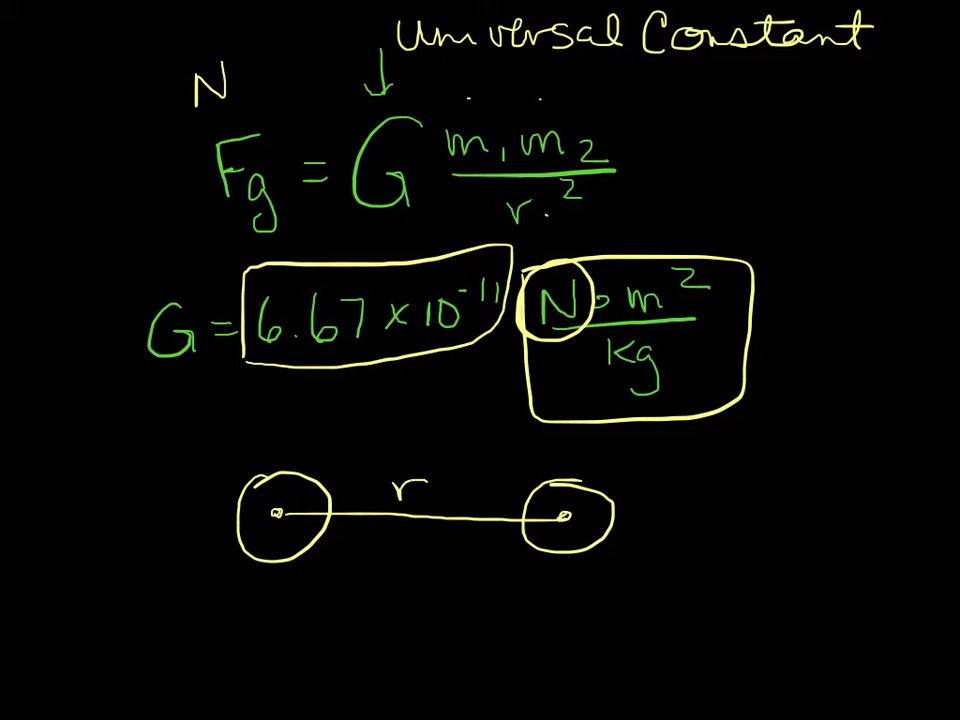 Universal Constant
N
↓
Fg = G m₁m₂ / r²
G = 6.67 × 10⁻¹¹ N·m² / kg
r